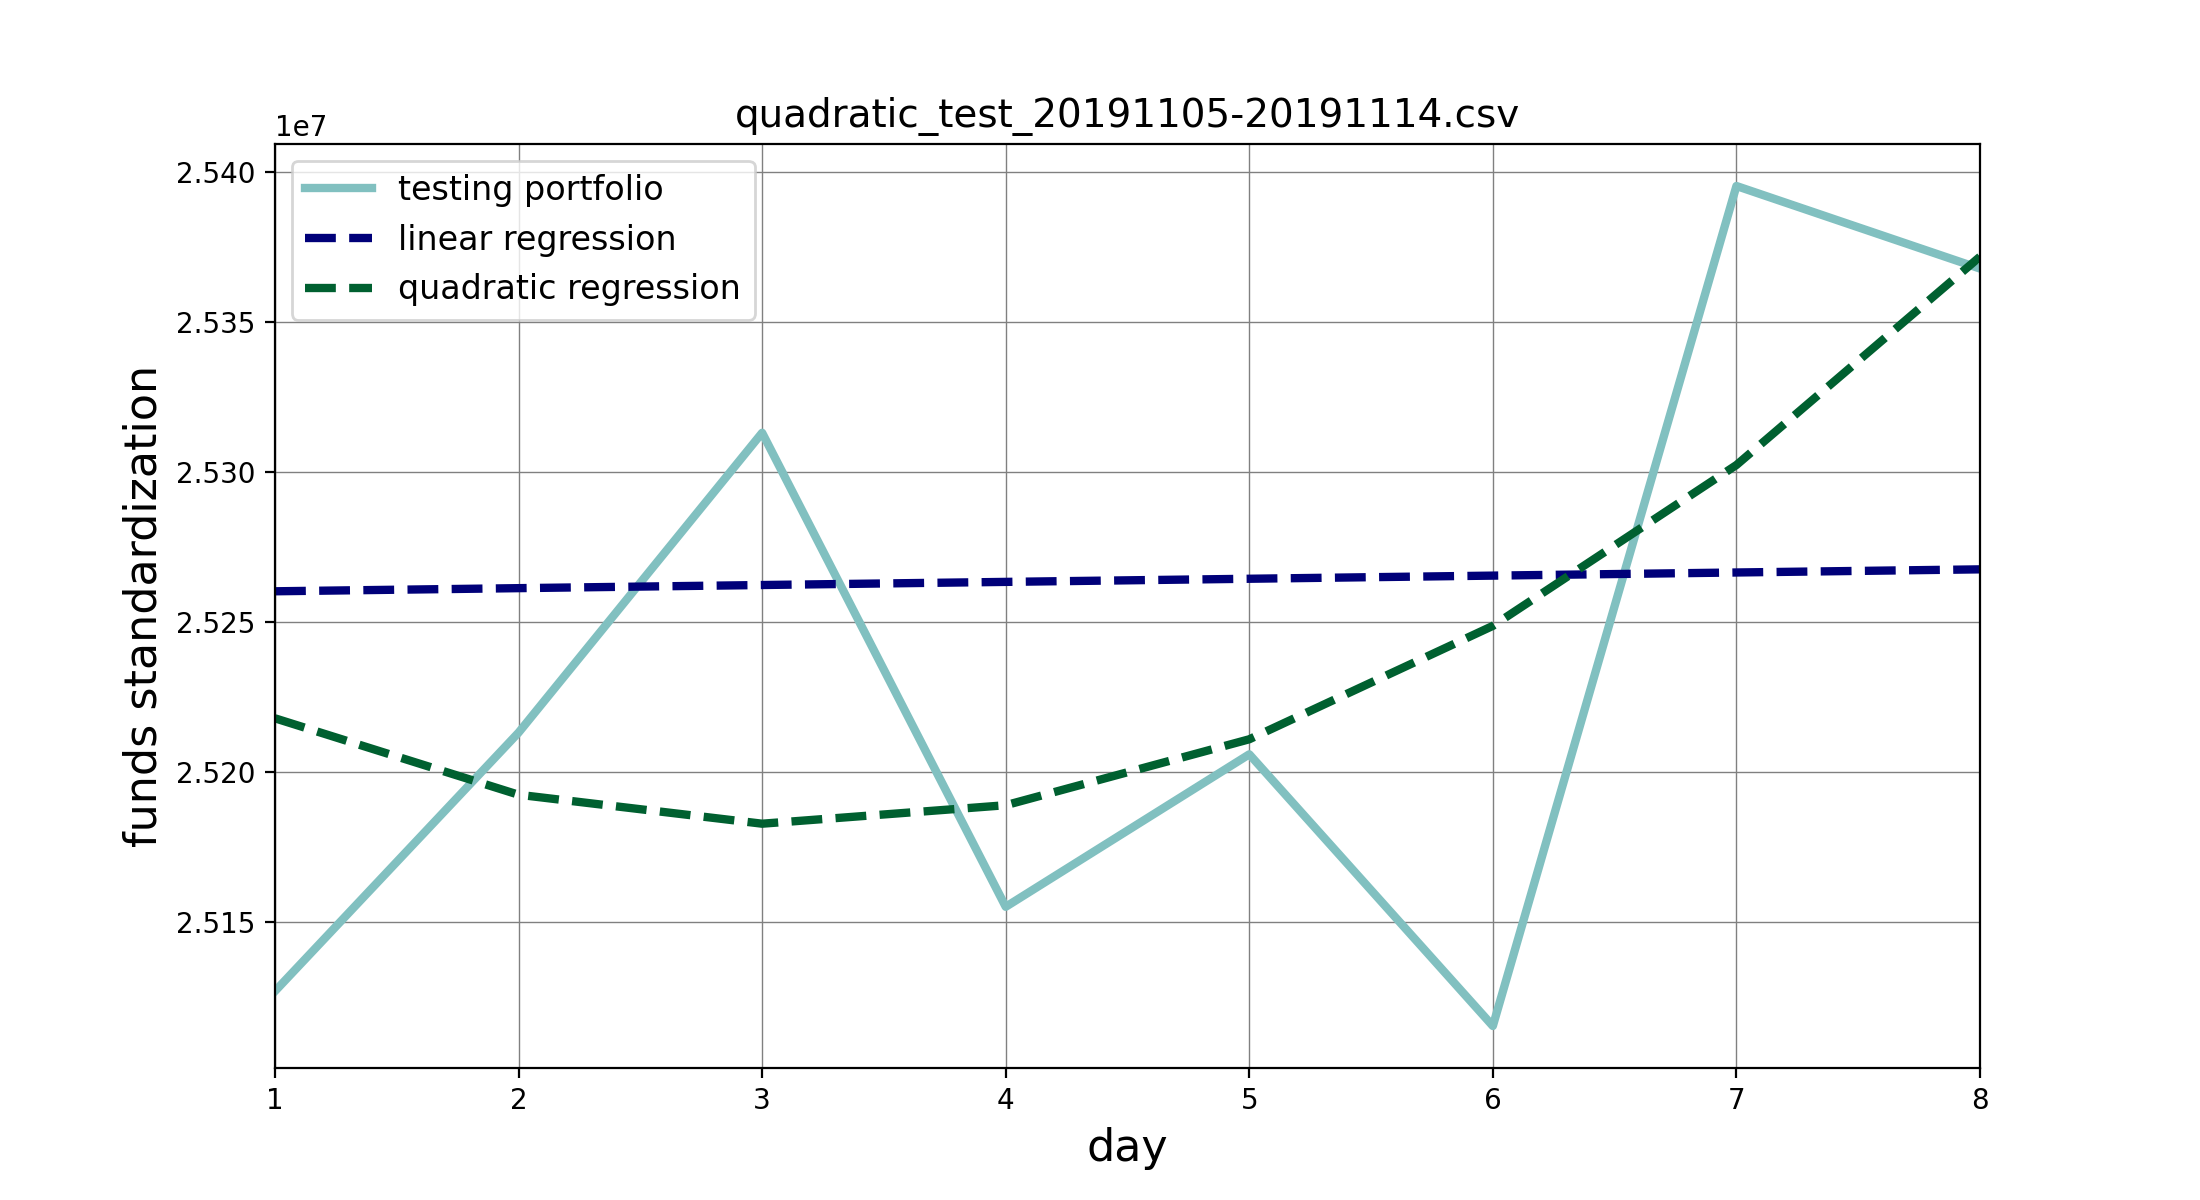 quadratic_test_20191105-20191114.csv
1e7
2.540
2.535
2.530
2.525
2.520
2.515
funds standardization
testing portfolio
linear regression
quadratic regression
1 2 3 4 5 6 7 8
day